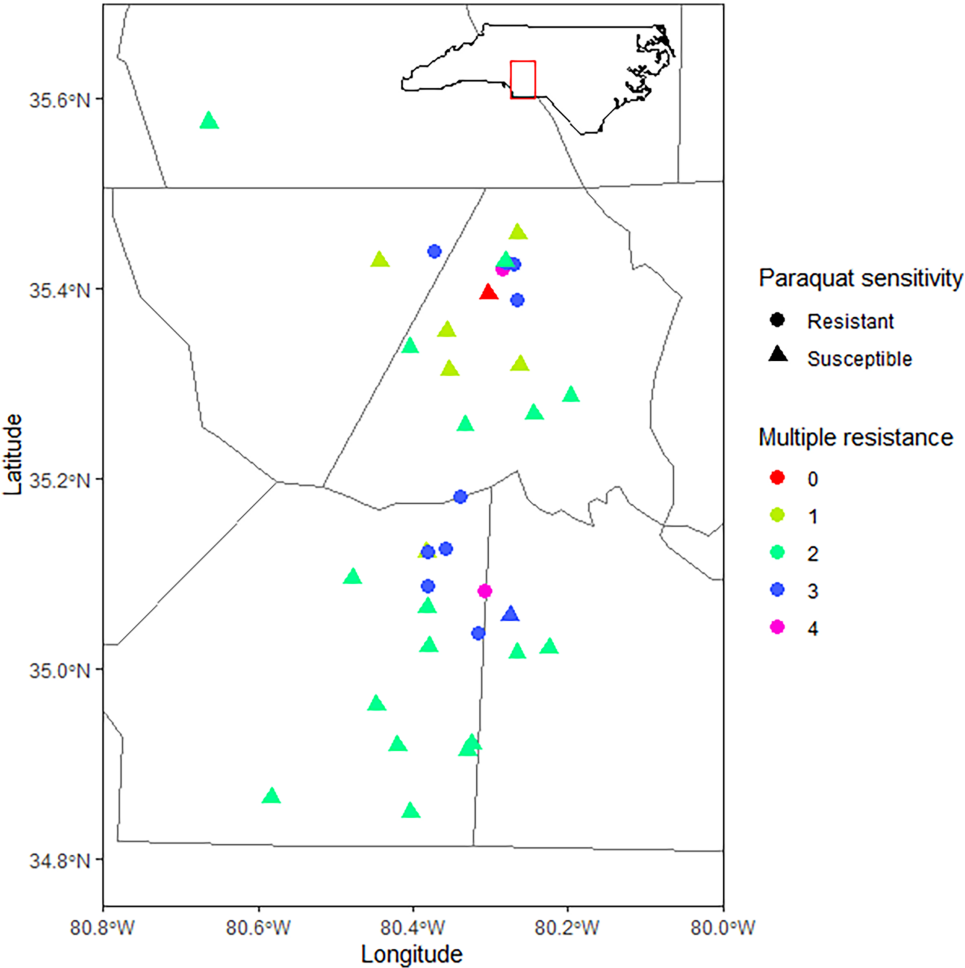 35.6°N
35.4°N
35.2°N
35.0°N
34.8°N
Latitude
80.8°W 80.6°W 80.4°W 80.2°W 80.0°W
Longitude
Paraquat sensitivity
Resistant
Susceptible
Multiple resistance
0
1
2
3
4